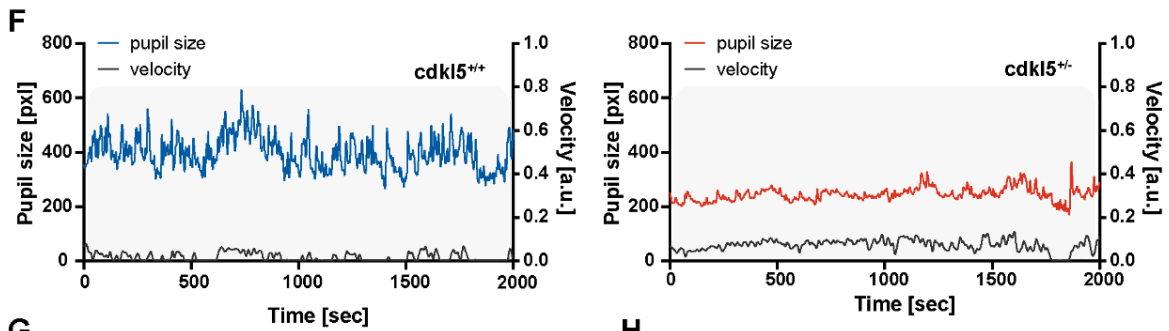 F
800
600
400
200
0
Pupil size [pxl]
pupil size
velocity
cdkl5+/+
1.0
0.8
0.6
0.4
0.2
0.0
Velocity [a.u.]
0 500 1000 1500 2000
Time [sec]
800
600
400
200
0
Pupil size [pxl]
pupil size
velocity
cdkl5+/-
1.0
0.8
0.6
0.4
0.2
0.0
Velocity [a.u.]
0 500 1000 1500 2000
Time [sec]
G
H